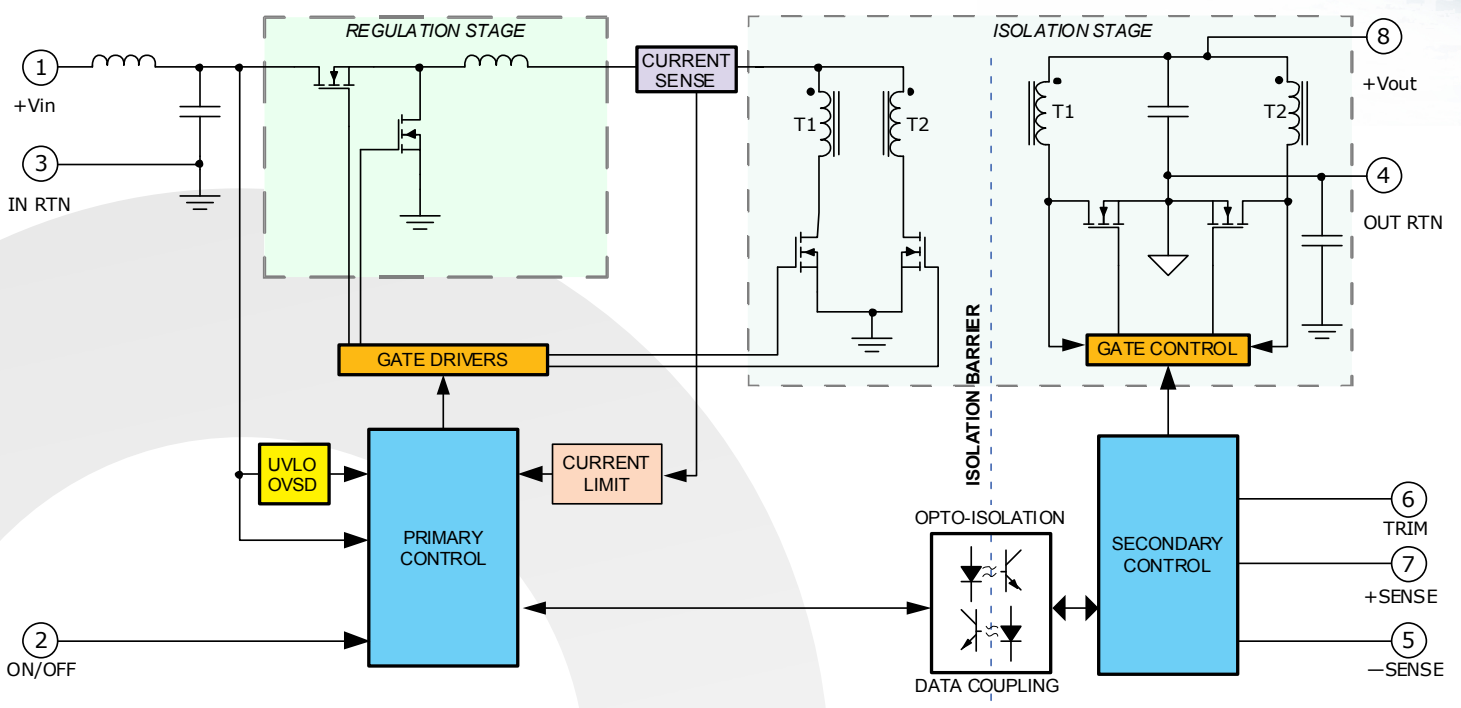 REGULATION STAGE
ISOLATION STAGE
1
+Vin
3
IN RTN
CURRENT
SENSE
T1
T2
T1
T2
8
+Vout
4
OUT RTN
GATE DRIVERS
GATE CONTROL
ISOLATION BARRIER
UVLO
OVSD
CURRENT
LIMIT
PRIMARY
CONTROL
OPTO-ISOLATION
DATA COUPLING
SECONDARY
CONTROL
6
TRIM
7
+SENSE
5
—SENSE
2
ON/OFF